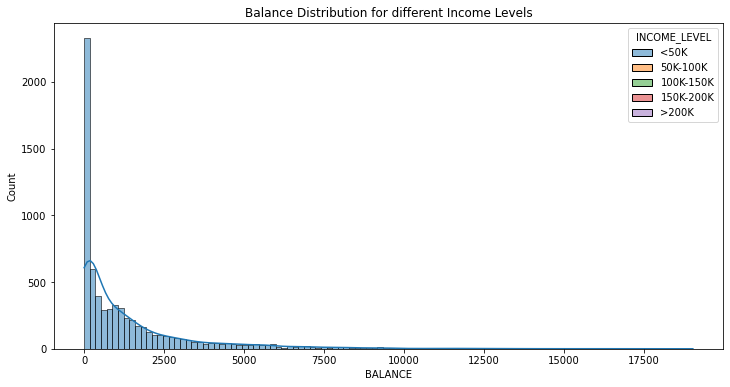 Balance Distribution for different Income Levels
INCOME_LEVEL
<50K
50K-100K
100K-150K
150K-200K
>200K
Count
2000
1500
1000
500
0
0
2500
5000
7500
10000
12500
15000
17500
BALANCE